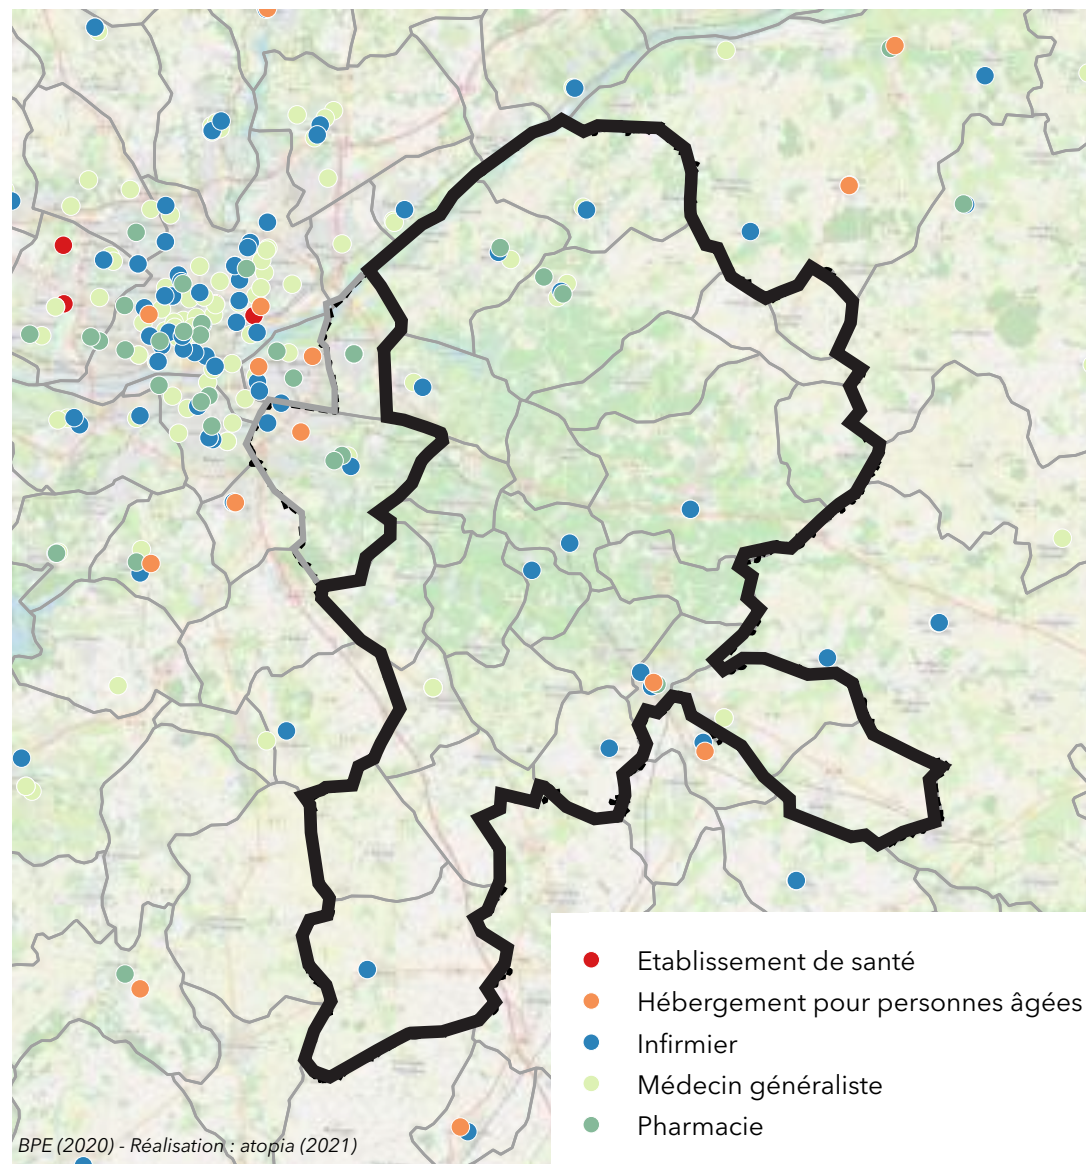 Etablissement de santé
Hébergement pour personnes âgées
Infirmier
Médecin généraliste
Pharmacie
BPE (2020) - Réalisation : atopia (2021)